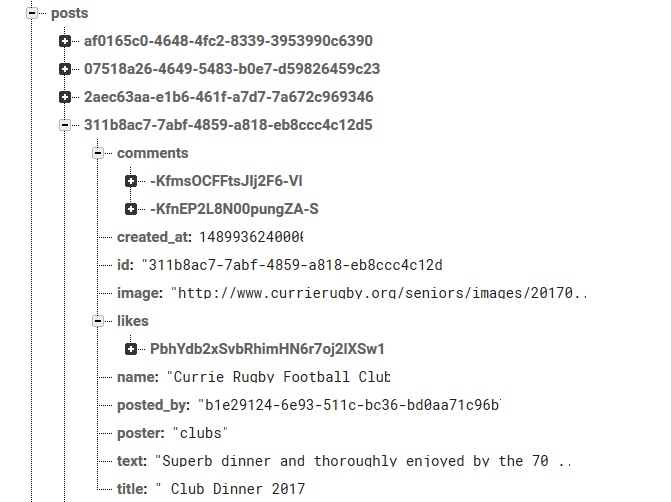 posts
af0165c0-4648-4fc2-8339-3953990c6390
07518a26-4649-5483-b0e7-d59826459c23
2aec63aa-e1b6-461f-a7d7-7a672c969346
311b8ac7-7abf-4859-a818-eb8ccc4c12d5
comments
-KfmsOCFFtsJlj2F6-VI
-KfnEP2L8N00pungZA-S
created_at: 1489936240006
id: "311b8ac7-7abf-4859-a818-eb8ccc4c12d
image: "http://www.currierugby.org/seniors/images/20170..
likes
PbhYdb2xSvbRhimHN6r7oj2lXSw1
name: "Currie Rugby Football Club
posted_by: "b1e29124-6e93-511c-bc36-bd0aa71c96b
poster: "clubs"
text: "Superb dinner and thoroughly enjoyed by the 70 ..
title: " Club Dinner 2017